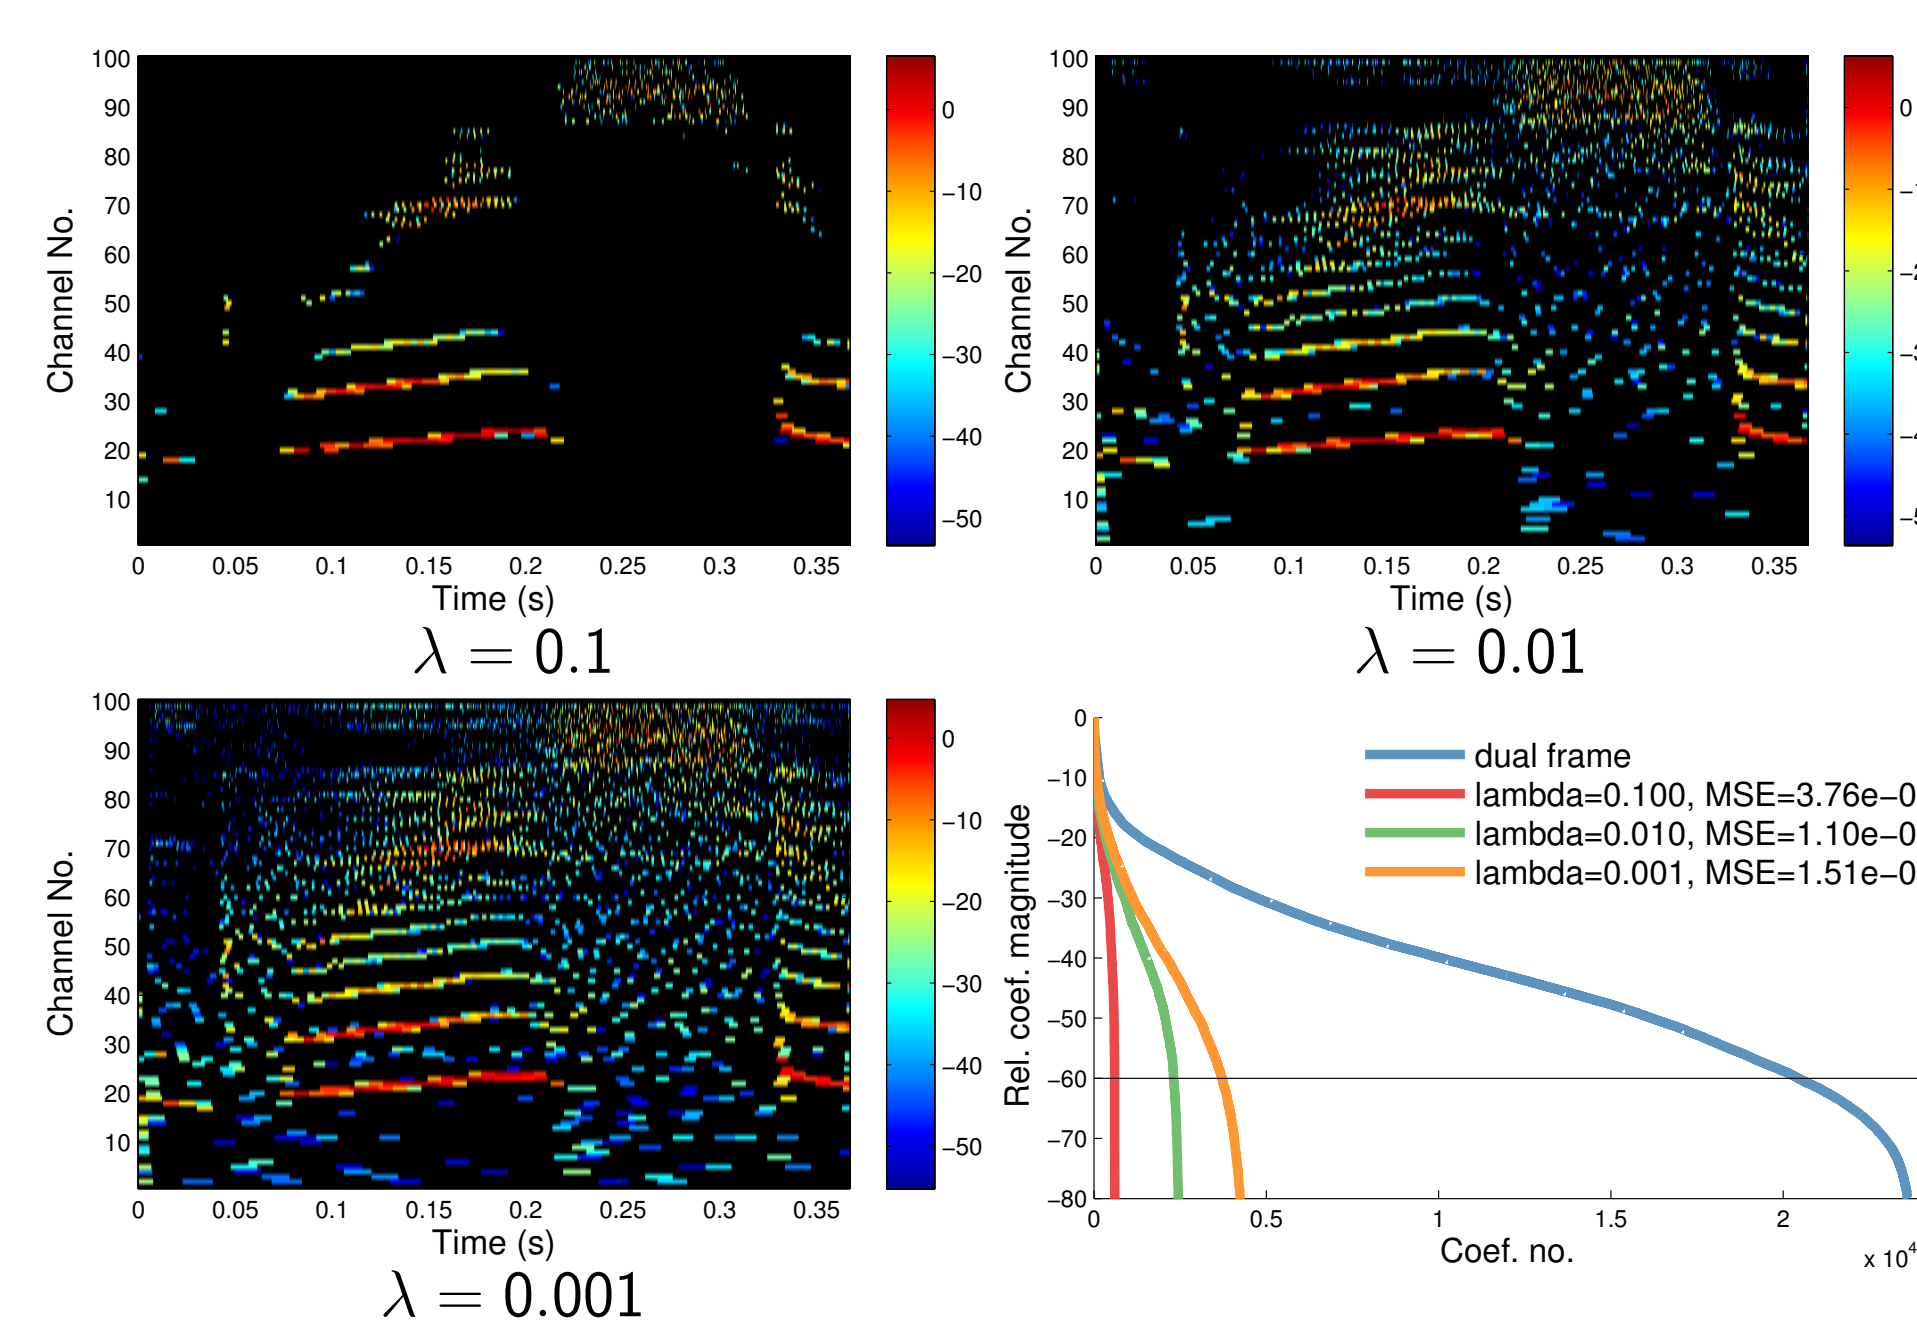 100
90
80
70
60
50
40
30
20
10
Channel No.
0 0.05 0.1 0.15 0.2 0.25 0.3 0.35
Time (s)
0
−10
−20
−30
−40
−50
λ = 0.1
100
90
80
70
60
50
40
30
20
10
Channel No.
0 0.05 0.1 0.15 0.2 0.25 0.3 0.35
Time (s)
0
λ = 0.01
100
90
80
70
60
50
40
30
20
10
Channel No.
0 0.05 0.1 0.15 0.2 0.25 0.3 0.35
Time (s)
0
−10
−20
−30
−40
−50
λ = 0.001
0
−10
−20
−30
−40
−50
−60
−70
−80
Rel. coef. magnitude
dual frame
lambda=0.100, MSE=3.76e−0
lambda=0.010, MSE=1.10e−0
lambda=0.001, MSE=1.51e−0
0 0.5 1 1.5 2
Coef. no.
x 10⁴